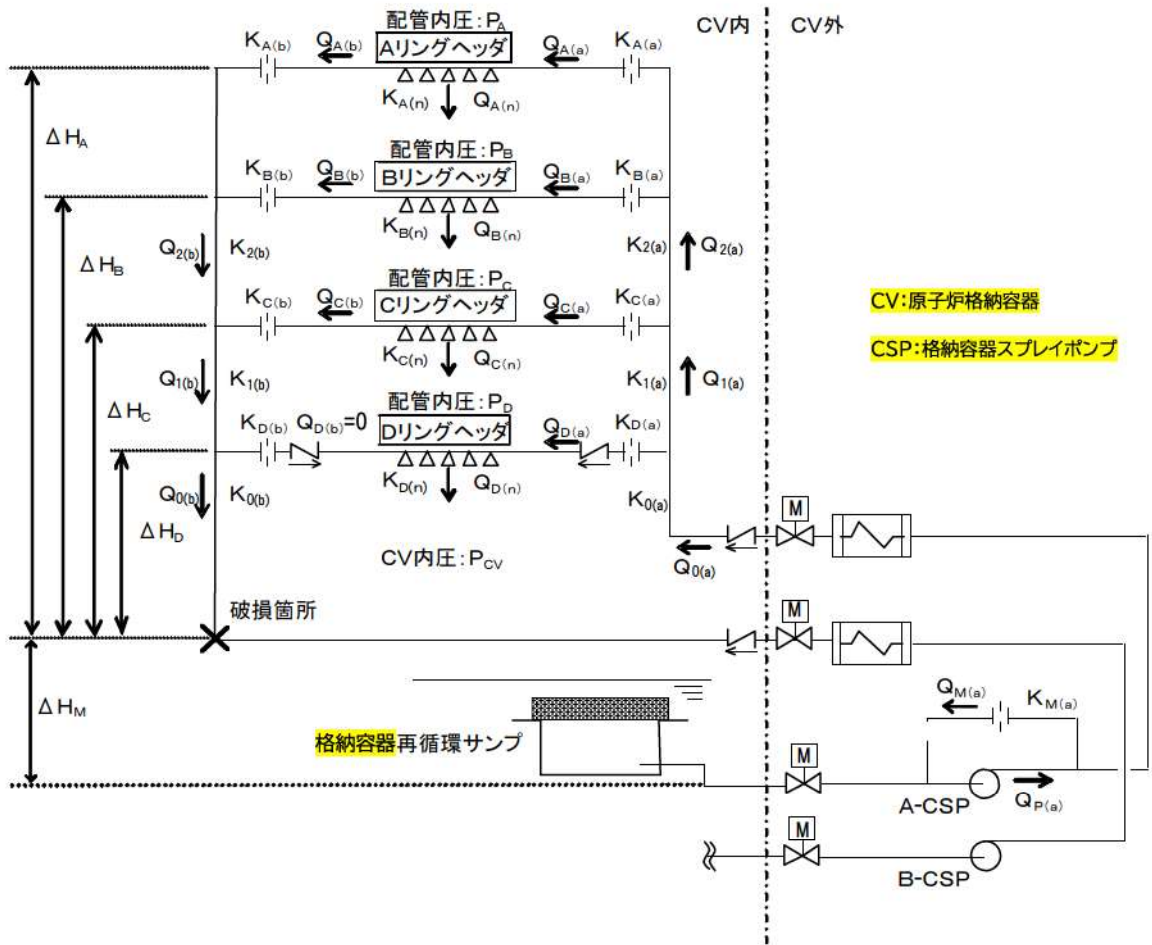 配管内圧:PA CV内 CV外
KA(b) QA(b) Aリングヘッダ QA(a) KA(a)
KA(n) QA(n)
ΔHA
配管内圧:PB
KB(b) QB(b) Bリングヘッダ QB(a) KB(a)
KB(n) QB(n)
Q2(b) K2(b) K2(a) Q2(a)
ΔHB
配管内圧:PC
KC(b) QC(b) Cリングヘッダ QC(a) KC(a)
CV:原子炉格納容器
CSP:格納容器スプレイポンプ
KC(n) QC(n)
Q1(b) K1(b) K1(a) Q1(a)
ΔHC
配管内圧:PD
KD(b) QD(b)=0 Dリングヘッダ QD(a) KD(a)
KD(n) QD(n)
Q0(b) K0(b) K0(a)
M
ΔHD
CV内圧:PCV
Q0(a)
破損箇所
M
ΔHM
QM(a) KM(a)
格納容器再循環サンプ
M
A-CSP QP(a)
M
B-CSP